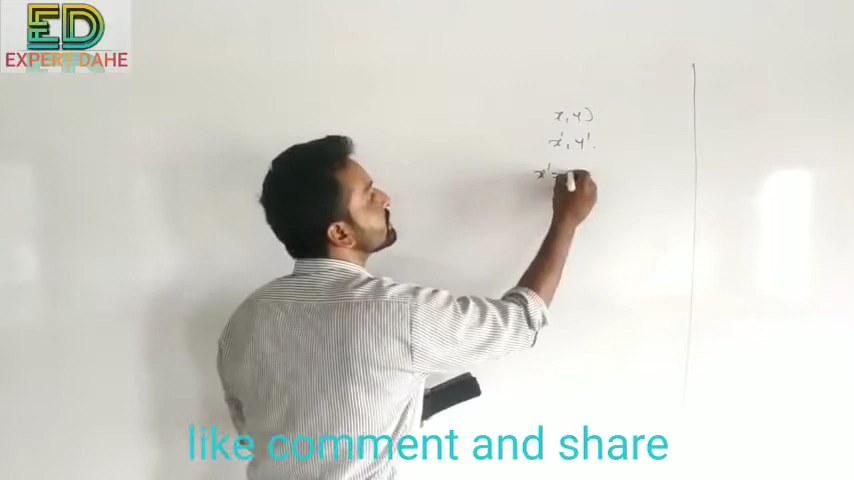 ED
EXPERT DAHE
x, y)
x', y'.
x' =
like comment and share